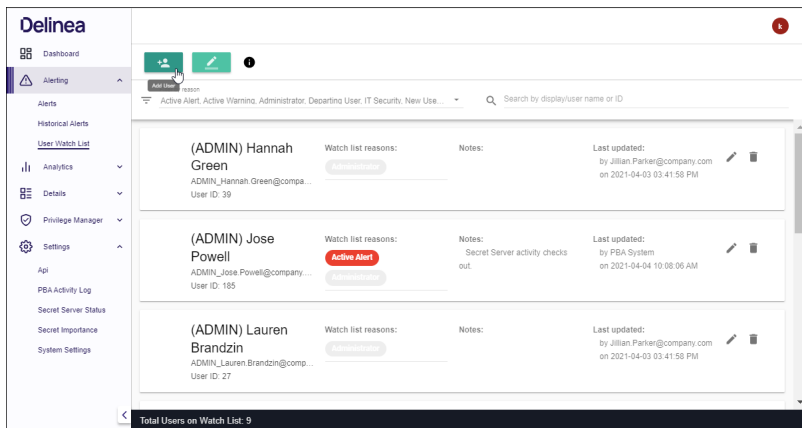 Delinea
k
Dashboard
Alerting
Alerts
Historical Alerts
User Watch List
Analytics
Details
Privilege Manager
Settings
Api
PBA Activity Log
Secret Server Status
Secret Importance
System Settings
Add User
reason
Active Alert, Active Warning, Administrator, Departing User, IT Security, New Use...
Search by display/user name or ID
(ADMIN) Hannah
Green
ADMIN_Hannah.Green@compa...
User ID: 39
Watch list reasons:
Administrator
Notes:
Last updated:
by Jillian.Parker@company.com
on 2021-04-03 03:41:58 PM
(ADMIN) Jose
Powell
ADMIN_Jose.Powell@company....
User ID: 185
Watch list reasons:
Active Alert
Administrator
Notes:
Secret Server activity checks
out.
Last updated:
by PBA System
on 2021-04-04 10:08:06 AM
(ADMIN) Lauren
Brandzin
ADMIN_Lauren.Brandzin@comp...
User ID: 27
Watch list reasons:
Administrator
Notes:
Last updated:
by Jillian.Parker@company.com
on 2021-04-03 03:41:58 PM
Total Users on Watch List: 9